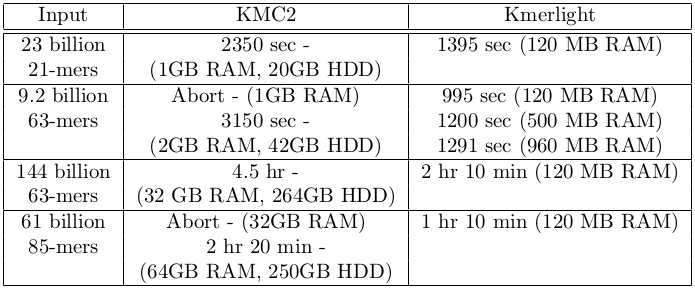 Input KMC2 Kmerlight
23 billion 2350 sec - 1395 sec (120 MB RAM)
21-mers (1GB RAM, 20GB HDD)
9.2 billion Abort - (1GB RAM) 995 sec (120 MB RAM)
63-mers 3150 sec - 1200 sec (500 MB RAM)
(2GB RAM, 42GB HDD) 1291 sec (960 MB RAM)
144 billion 4.5 hr - 2 hr 10 min (120 MB RAM)
63-mers (32 GB RAM, 264GB HDD)
61 billion Abort - (32GB RAM) 1 hr 10 min (120 MB RAM)
85-mers 2 hr 20 min -
(64GB RAM, 250GB HDD)